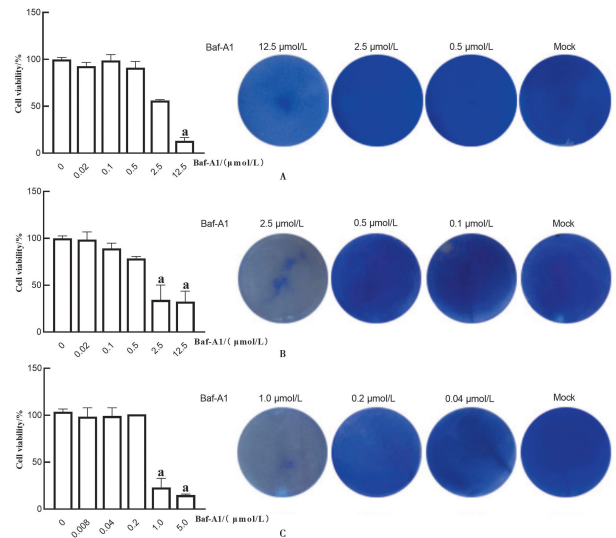 150
100
50
0
Cell viability/%
a
0 0.02 0.1 0.5 2.5 12.5
Baf-A1/(μmol/L)
Baf-A1 12.5 μmol/L 2.5 μmol/L 0.5 μmol/L Mock
A
150
100
50
0
Cell viability/%
a a
0 0.02 0.1 0.5 2.5 12.5
Baf-A1/( μmol/L)
Baf-A1 2.5 μmol/L 0.5 μmol/L 0.1 μmol/L Mock
B
150
100
50
0
Cell viability/%
a a
0 0.008 0.04 0.2 1.0 5.0
Baf-A1/( μmol/L)
Baf-A1 1.0 μmol/L 0.2 μmol/L 0.04 μmol/L Mock
C